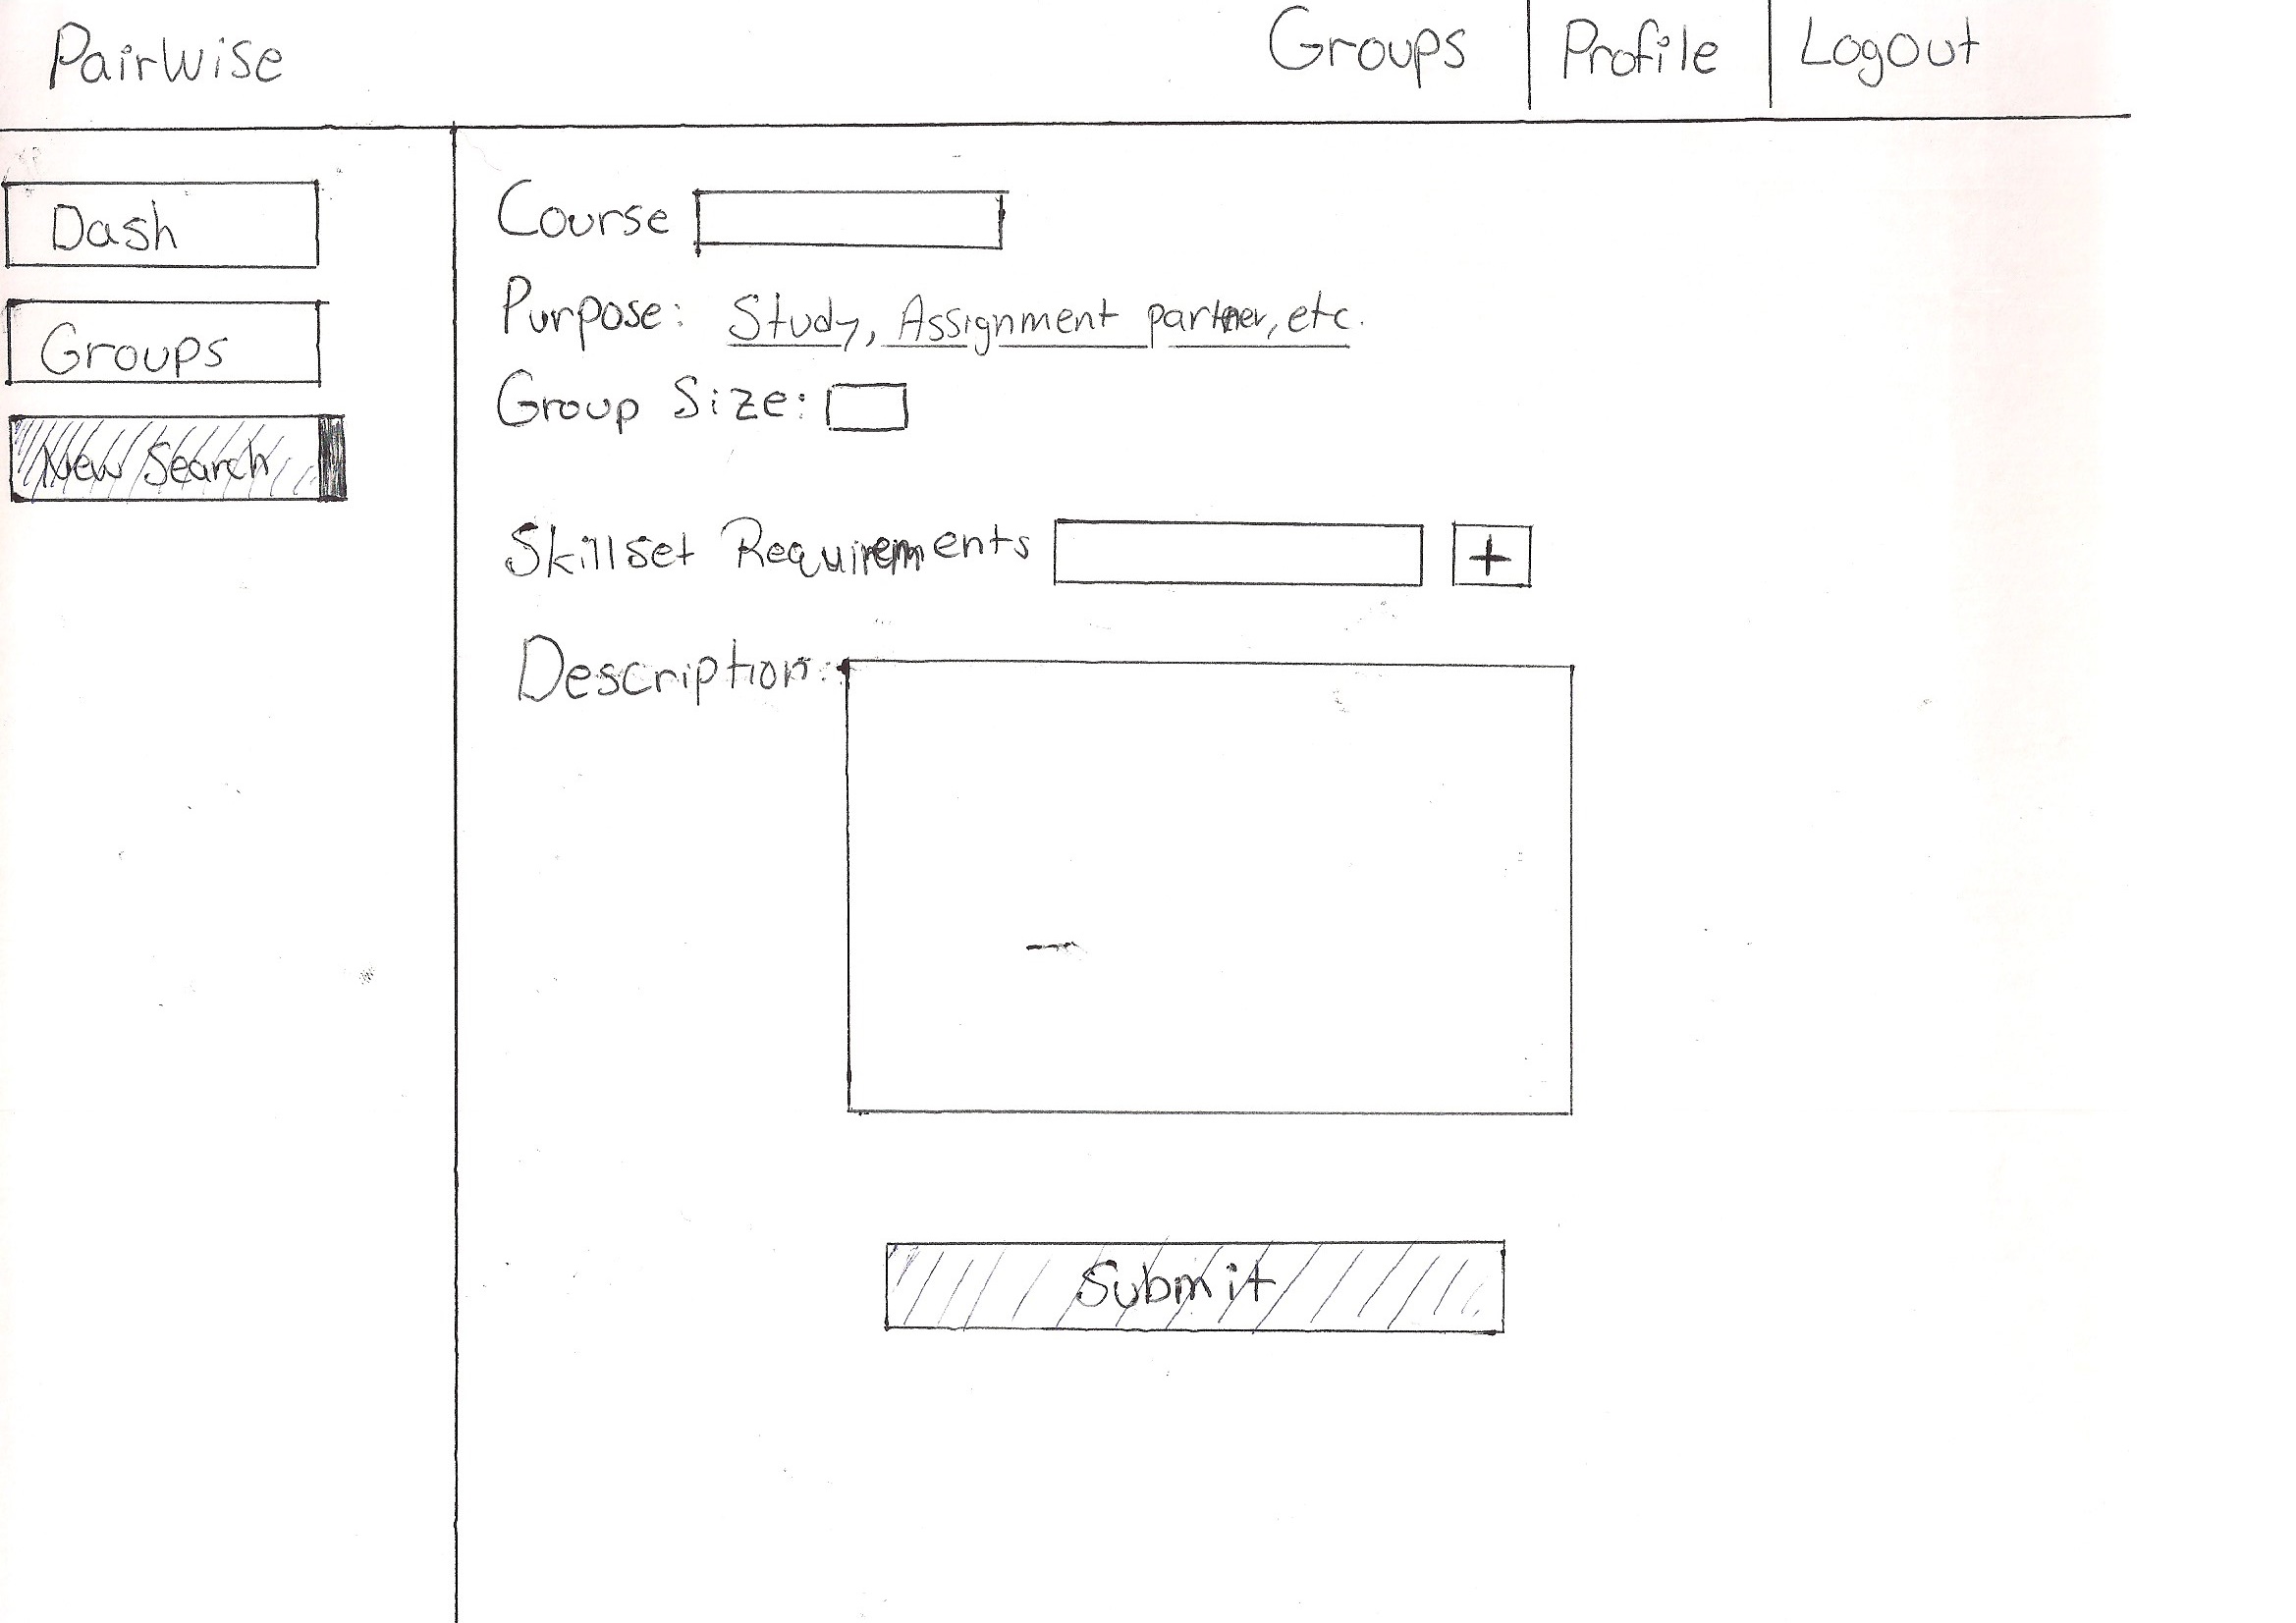 Pairwise
Groups
Profile
Logout
Dash
Groups
New Search
Course
Purpose: Study, Assignment partner, etc.
Group Size:
Skillset Requirements +
Description:
Submit